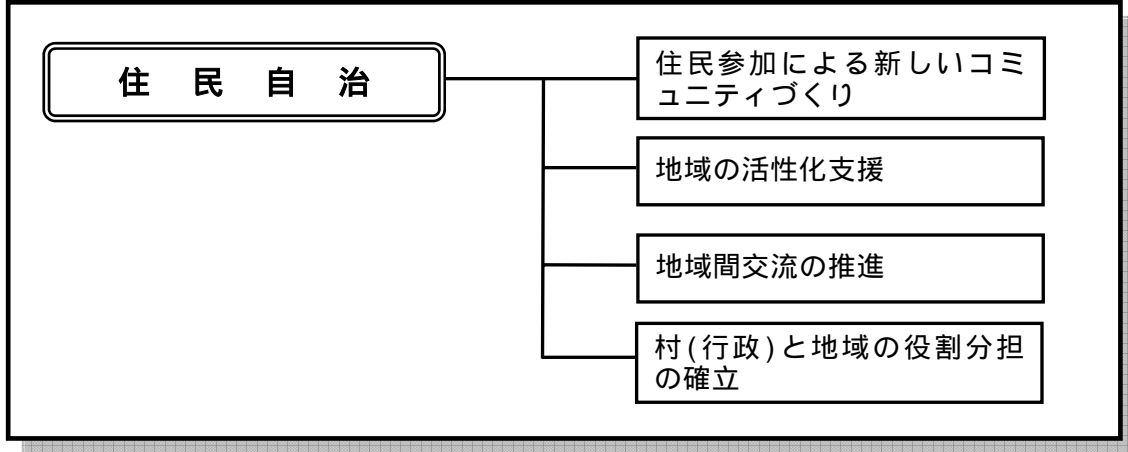 住民自治
住民参加による新しいコミ
ュニティづくり
地域の活性化支援
地域間交流の推進
村(行政)と地域の役割分担
の確立